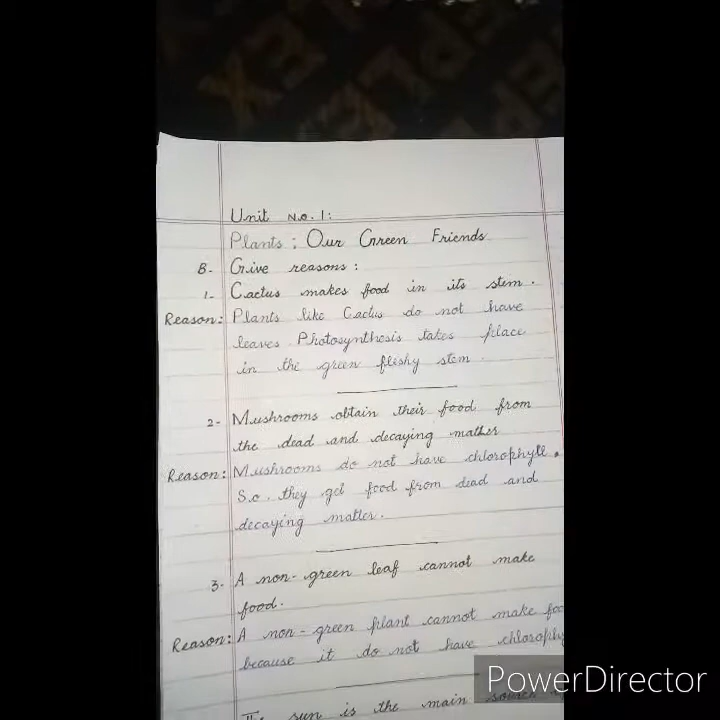 Unit No. 1:
Plants : Our Green Friends
B- Give reasons :
1- Cactus makes food in its stem.
Reason: Plants like Cactus do not have
leaves Photosynthesis takes place
in the green fleshy stem
2- Mushrooms obtain their food from
the dead and decaying matter
Reason: Mushrooms do not have chlorophyll.
So. they get food from dead and
decaying matter.
3- A non-green leaf cannot make
food.
Reason: A non-green plant cannot make foo
because it do not have chlorophy
sun is the main source
PowerDirector